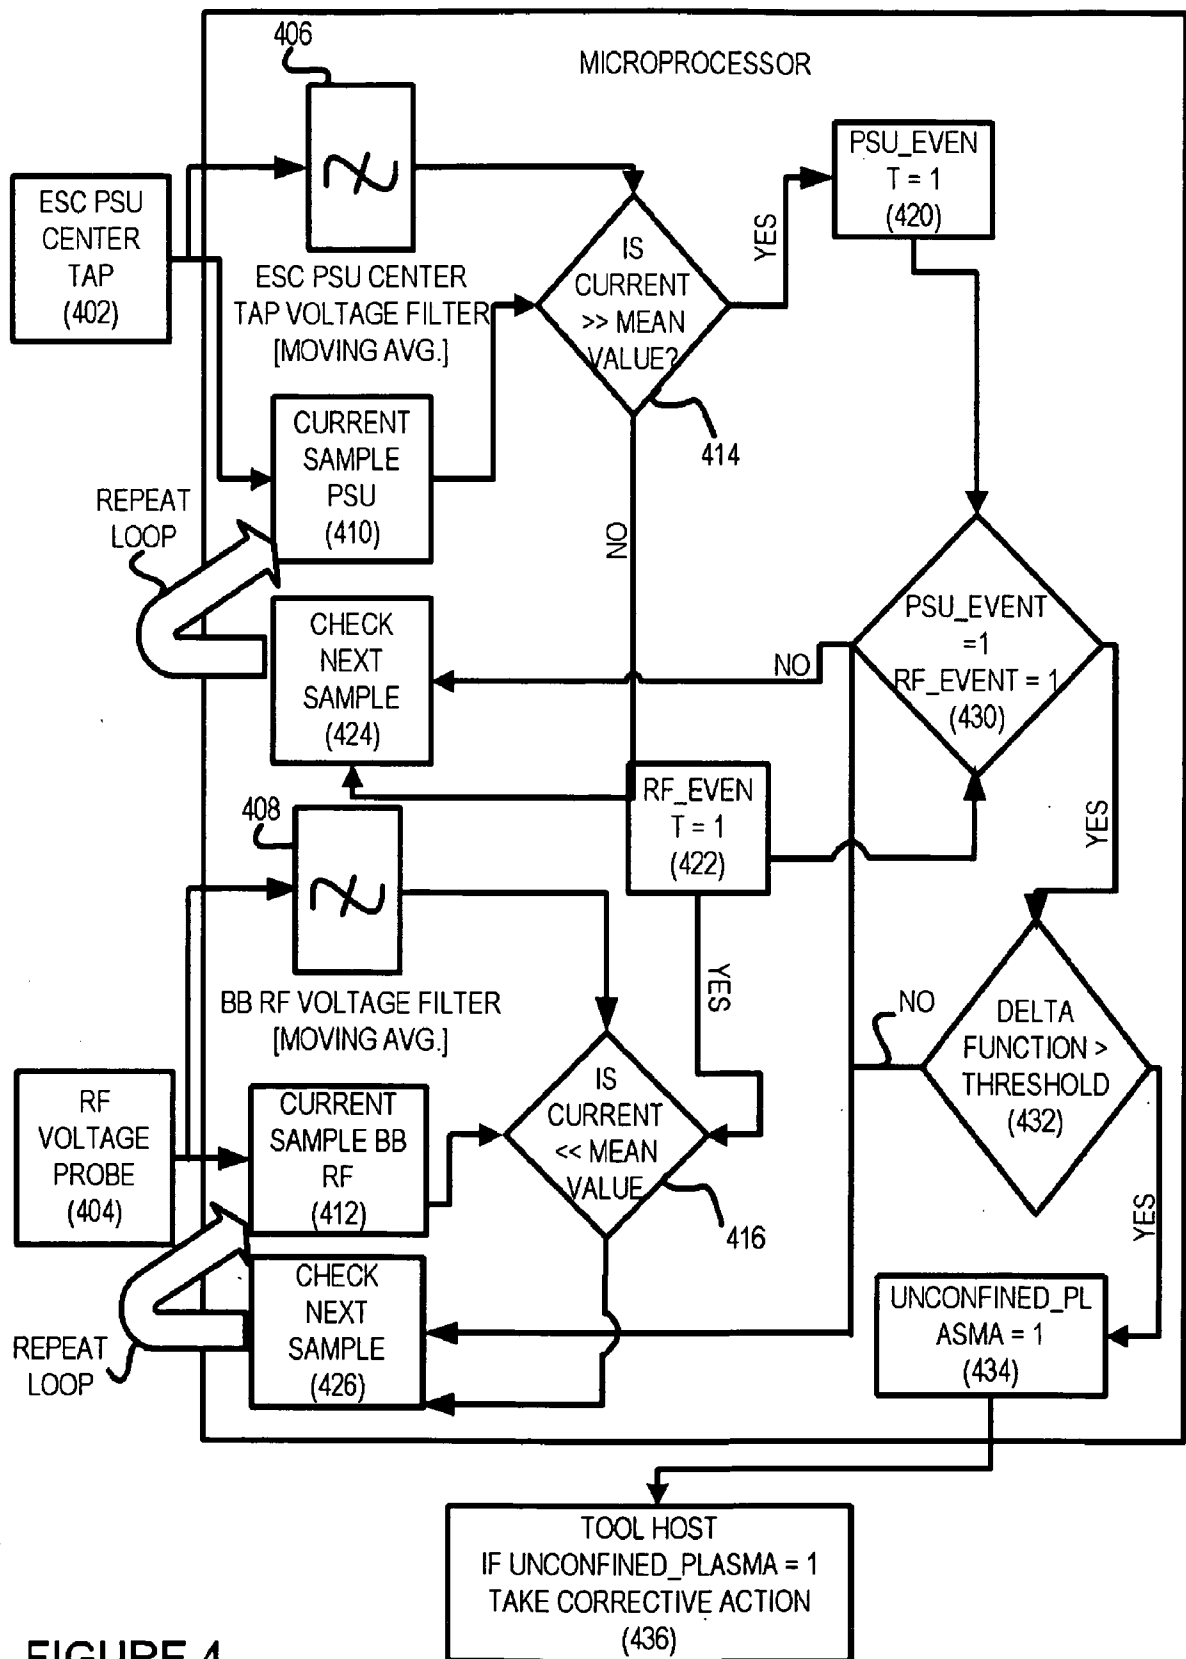 406
MICROPROCESSOR
PSU_EVEN
T = 1
(420)
ESC PSU
CENTER
TAP
(402)
IS
CURRENT
>> MEAN
VALUE?
YES
ESC PSU CENTER
TAP VOLTAGE FILTER
[MOVING AVG.]
414
CURRENT
SAMPLE
PSU
(410)
REPEAT
LOOP
NO
CHECK
NEXT
SAMPLE
(424)
NO
PSU_EVENT
=1
RF_EVENT = 1
(430)
408
RF_EVEN
T = 1
(422)
YES
YES
BB RF VOLTAGE FILTER
[MOVING AVG.]
NO
DELTA
FUNCTION >
THRESHOLD
(432)
RF
VOLTAGE
PROBE
(404)
CURRENT
SAMPLE BB
RF
(412)
IS
CURRENT
<< MEAN
VALUE
416
YES
CHECK
NEXT
SAMPLE
(426)
REPEAT
LOOP
UNCONFINED_PL
ASMA = 1
(434)
TOOL HOST
IF UNCONFINED_PLASMA = 1
TAKE CORRECTIVE ACTION
(436)
FIGURE 4